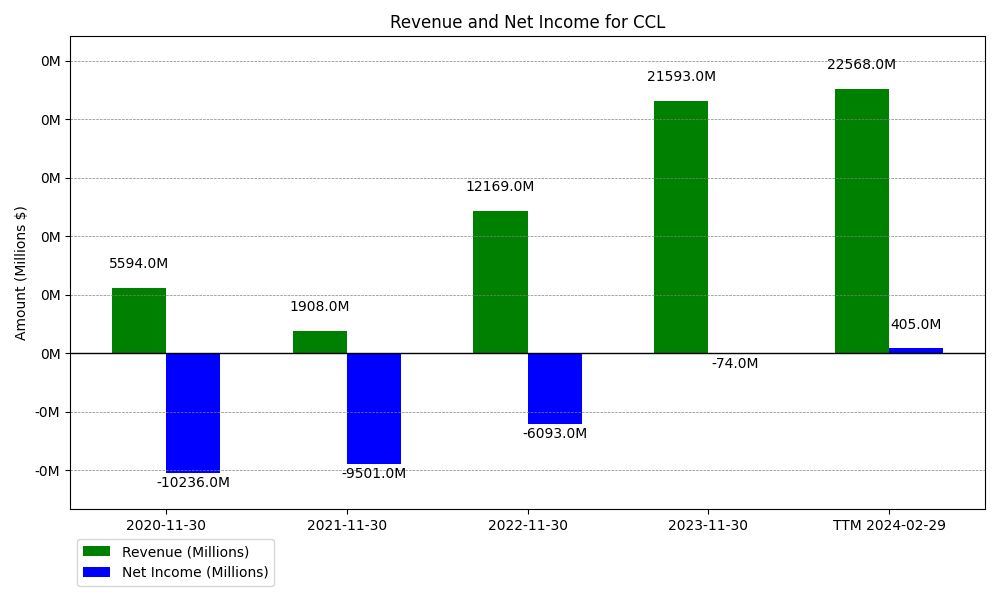 Revenue and Net Income for CCL
Amount (Millions $)
0M
0M
0M
0M
0M
0M
-0M
-0M
5594.0M
1908.0M
12169.0M
21593.0M
22568.0M
-10236.0M
-9501.0M
-6093.0M
-74.0M
405.0M
2020-11-30
2021-11-30
2022-11-30
2023-11-30
TTM 2024-02-29
Revenue (Millions)
Net Income (Millions)